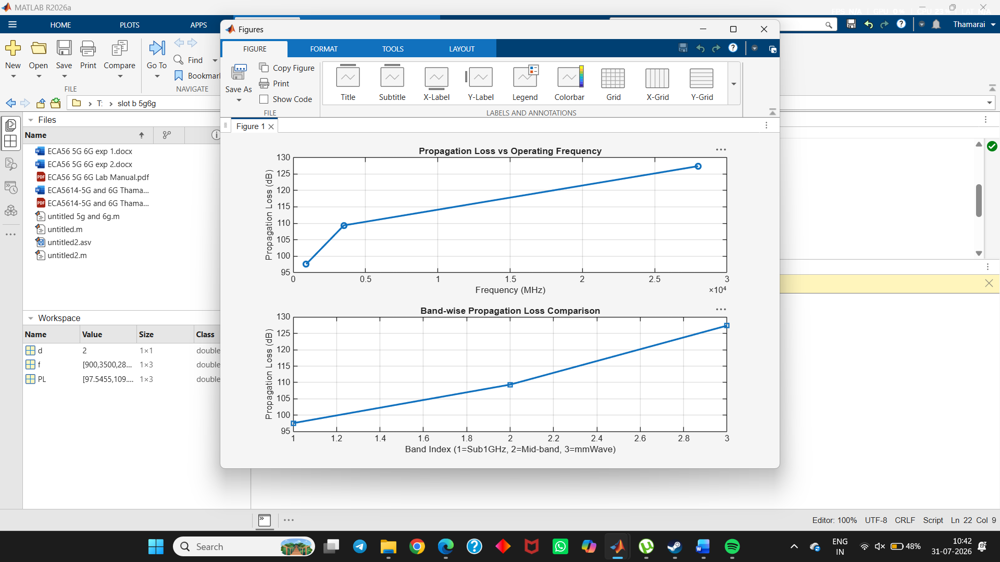 MATLAB R2026a
FPS N/A | GPU 0% | CPU 23% | LAT N/A
HOME
PLOTS
APPS
Thamarai
New
Open
Save
Print
Compare
Go To
Find
FILE
NAVIGATE
T:
slot b 5g6g
Files
Name
ECA56 5G 6G exp 1.docx
ECA56 5G 6G exp 2.docx
ECA56 5G 6G Lab Manual.pdf
ECA5614-5G and 6G Thama...
ECA5614-5G and 6G Thama...
untitled 5g and 6g.m
untitled.m
untitled2.asv
untitled2.m
Workspace
Name Value Size Class
d 2 1×1 double
f [900,3500,28... 1×3 double
PL [97.5455,109.... 1×3 double
Figures
FIGURE
FORMAT
TOOLS
LAYOUT
Save As
Copy Figure
Print
Show Code
FILE
Title
Subtitle
X-Label
Y-Label
Legend
Colorbar
Grid
X-Grid
Y-Grid
LABELS AND ANNOTATIONS
Figure 1
Propagation Loss vs Operating Frequency
Propagation Loss (dB)
130
125
120
115
110
105
100
95
0 0.5 1 1.5 2 2.5 3
Frequency (MHz)
×10⁴
Band-wise Propagation Loss Comparison
Propagation Loss (dB)
130
125
120
115
110
105
100
95
1 1.2 1.4 1.6 1.8 2 2.2 2.4 2.6 2.8 3
Band Index (1=Sub1GHz, 2=Mid-band, 3=mmWave)
Editor: 100% UTF-8 CRLF Script Ln 22 Col 9
Search
ENG
IN
48%
10:42
31-07-2026